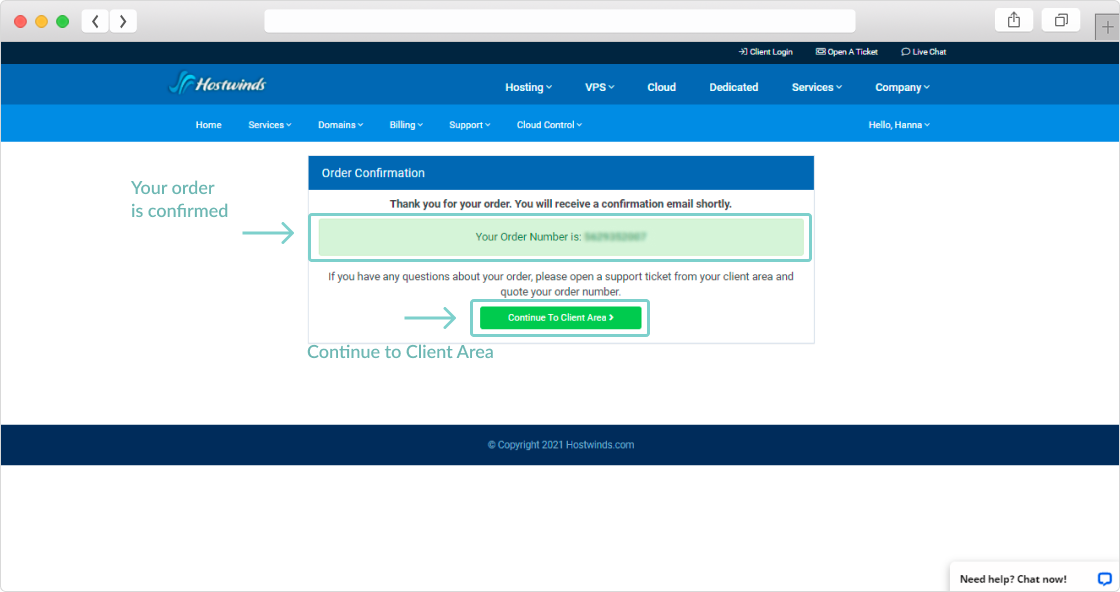 Client Login Open A Ticket Live Chat
Hostwinds Hosting VPS Cloud Dedicated Services Company
Home Services Domains Billing Support Cloud Control Hello, Hanna
Order Confirmation
Your order
is confirmed
Thank you for your order. You will receive a confirmation email shortly.
Your Order Number is:
If you have any questions about your order, please open a support ticket from your client area and
quote your order number.
Continue To Client Area
Continue to Client Area
© Copyright 2021 Hostwinds.com
Need help? Chat now!